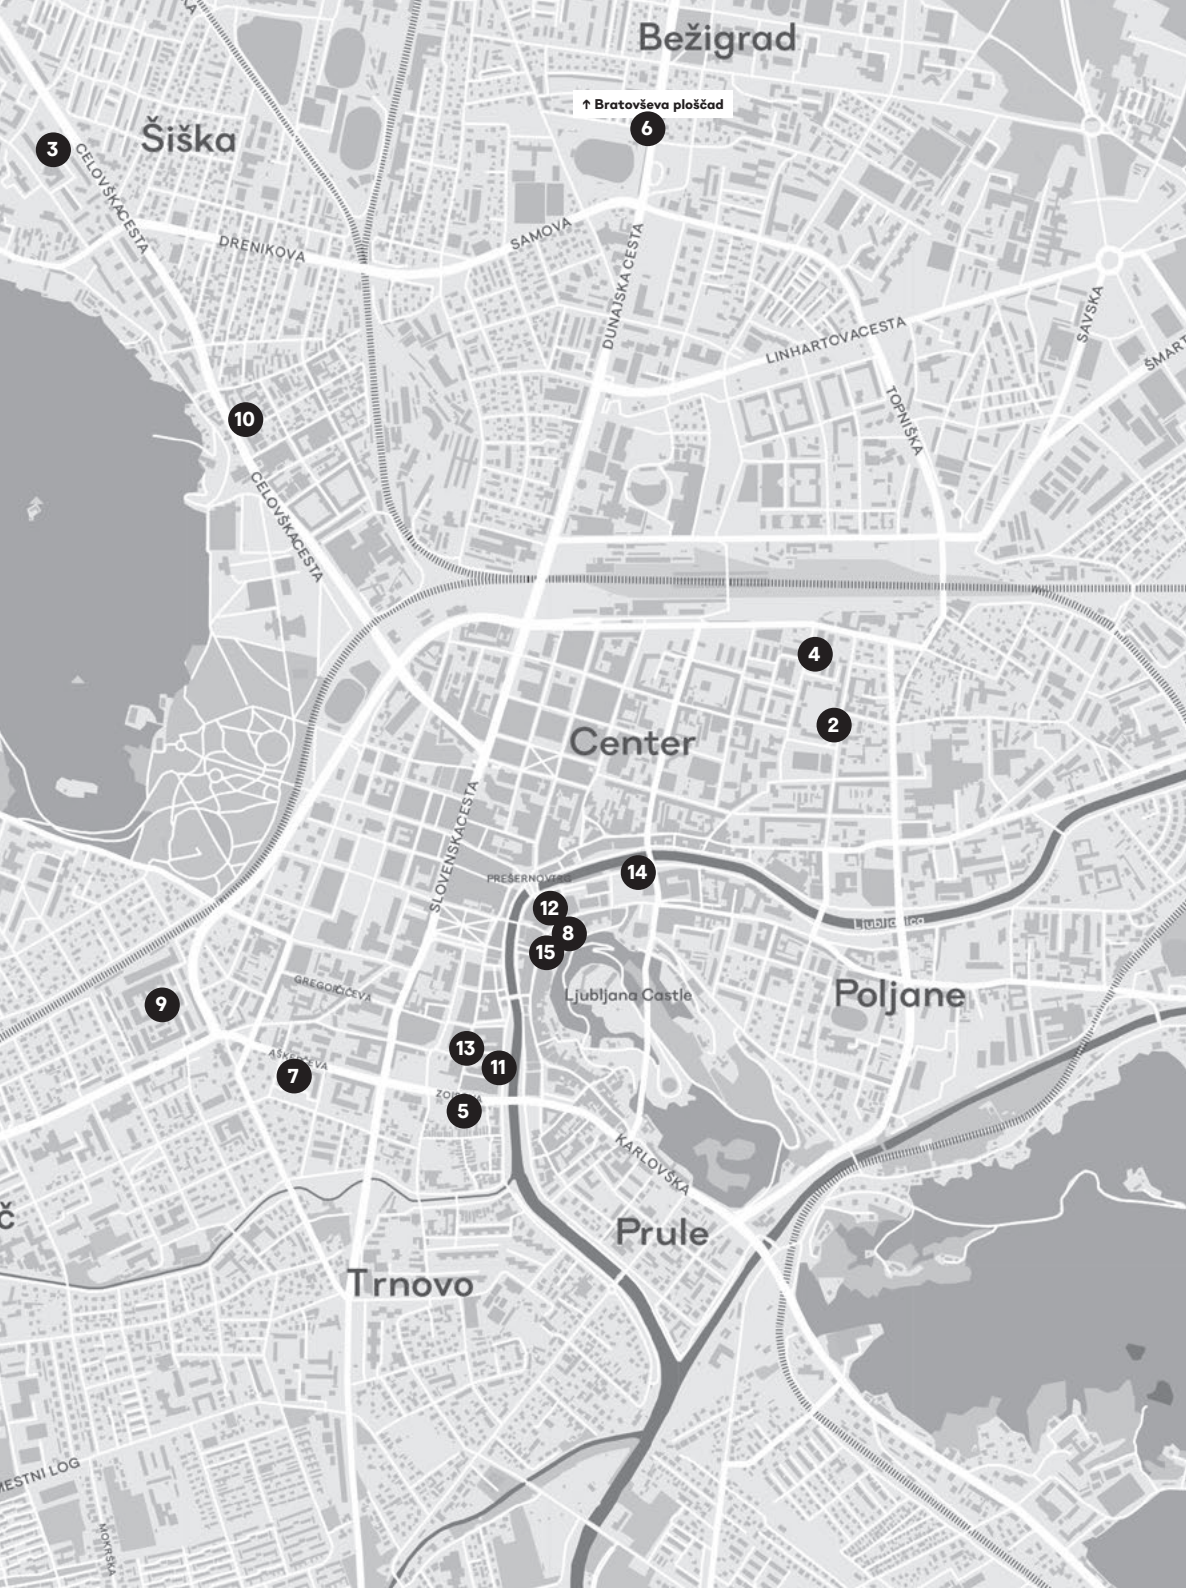 Bežigrad
↑ Bratovševa ploščad
6
Šiška
3
CELOVŠKA CESTA
DRENIKOVA
SAMOVA
DUNAJSKA CESTA
LINHARTOVA CESTA
SAVSKA
ŠMART
TOPNIŠKA
10
CELOVŠKA CESTA
4
2
Center
SLOVENSKA CESTA
PREŠERNOV TRG
14
12
8
15
Ljubljanica
Ljubljana Castle
Poljane
GREGORČIČEVA
9
13
11
AŠKERČEVA
7
5
KARLOVŠKA
č
Prule
Trnovo
MESTNI LOG
MOKRŠKA